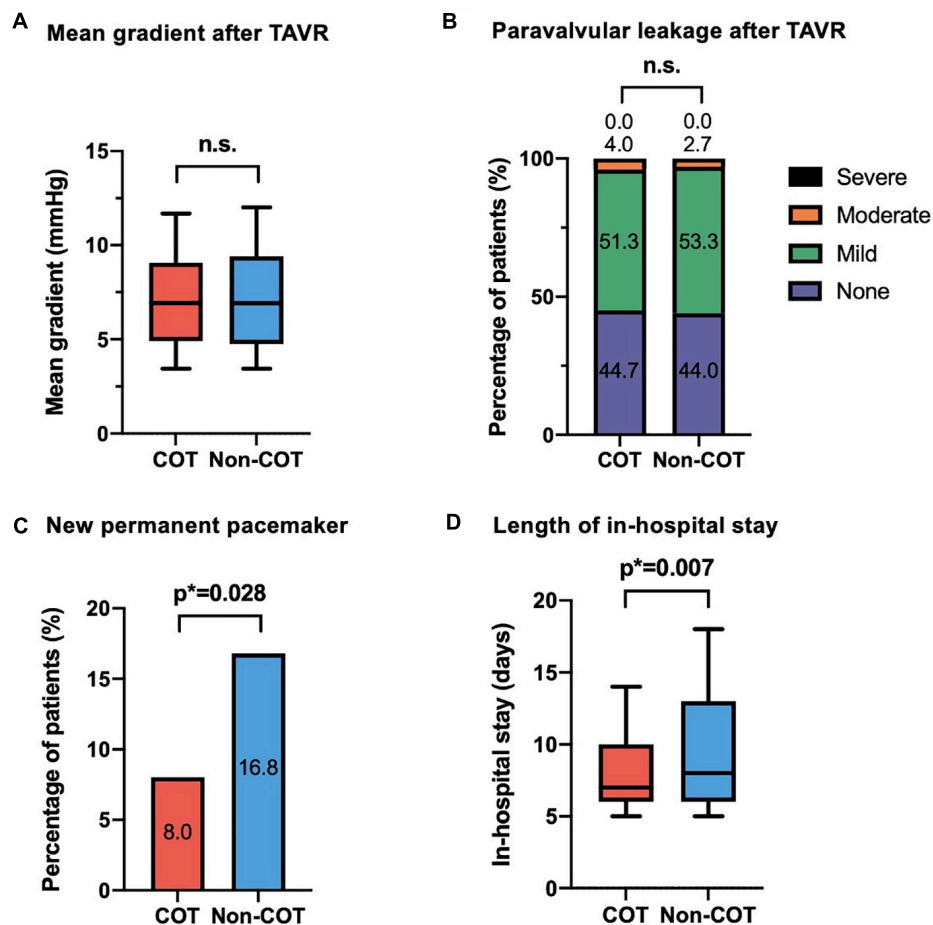 A Mean gradient after TAVR
n.s.
Mean gradient (mmHg)
15
10
5
0
COT Non-COT
B Paravalvular leakage after TAVR
n.s.
0.0 0.0
4.0 2.7
Percentage of patients (%)
100
50
0
51.3 53.3
44.7 44.0
COT Non-COT
Severe
Moderate
Mild
None
C New permanent pacemaker
p*=0.028
Percentage of patients (%)
20
15
10
5
0
16.8
8.0
COT Non-COT
D Length of in-hospital stay
p*=0.007
In-hospital stay (days)
20
15
10
5
0
COT Non-COT